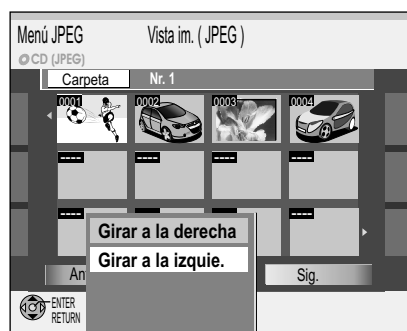 Menú JPEG Vista im. ( JPEG )
CD (JPEG)
Carpeta Nr. 1
0001 0002 0003 0004
---- ---- ---- ----
---- ----
Girar a la derecha
Girar a la izquie.
An Sig.
ENTER
RETURN